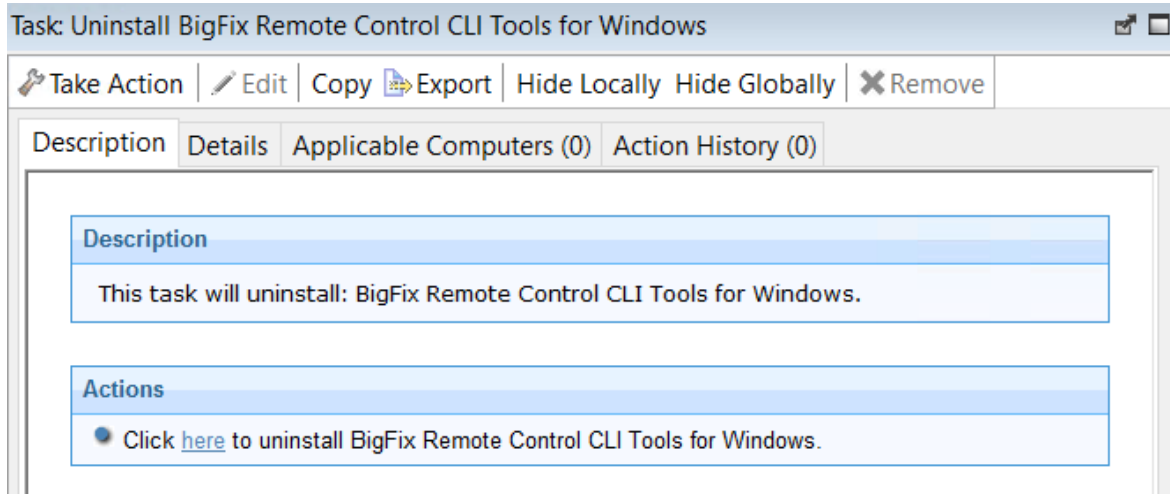 Task: Uninstall BigFix Remote Control CLI Tools for Windows
Take Action Edit Copy Export Hide Locally Hide Globally Remove
Description Details Applicable Computers (0) Action History (0)
Description
This task will uninstall: BigFix Remote Control CLI Tools for Windows.
Actions
Click here to uninstall BigFix Remote Control CLI Tools for Windows.